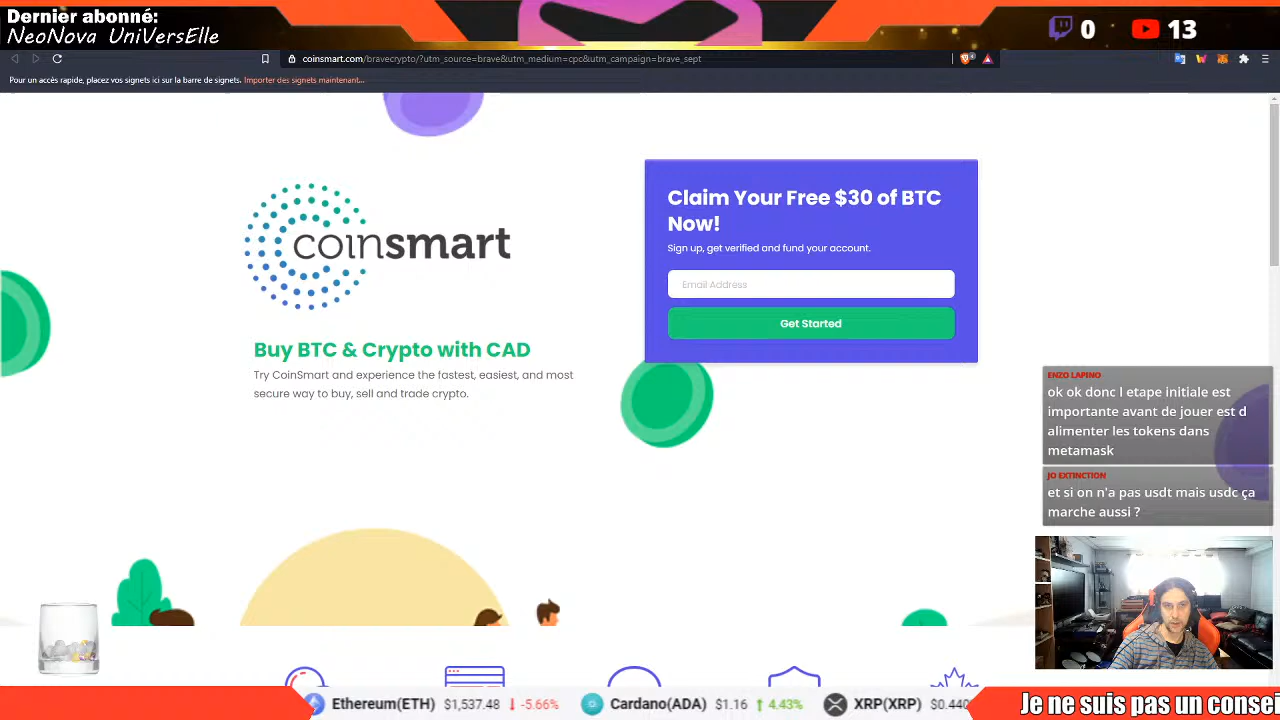 Dernier abonné:
NeoNova UniVersElle
0
13
coinsmart.com/bravecrypto/?utm_source=brave&utm_medium=cpc&utm_campaign=brave_sept
Pour un accès rapide, placez vos signets ici sur la barre de signets. Importer des signets maintenant...
coinsmart
Buy BTC & Crypto with CAD
Try CoinSmart and experience the fastest, easiest, and most
secure way to buy, sell and trade crypto.
Claim Your Free $30 of BTC
Now!
Sign up, get verified and fund your account.
Email Address
Get Started
ENZO LAPINO
ok ok donc l etape initiale est
importante avant de jouer est d
alimenter les tokens dans
metamask
JO EXTINCTION
et si on n'a pas usdt mais usdc ça
marche aussi ?
Ethereum(ETH) $1,537.48 ↓ -5.66% Cardano(ADA) $1.16 ↑ 4.43% XRP(XRP) $0.440
Je ne suis pas un consei